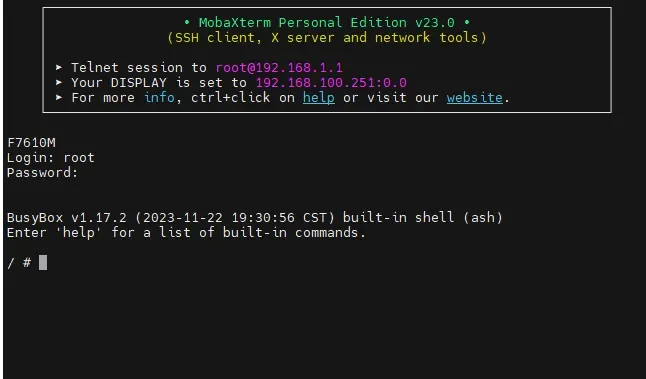 • MobaXterm Personal Edition v23.0 •
(SSH client, X server and network tools)
➤ Telnet session to root@192.168.1.1
➤ Your DISPLAY is set to 192.168.100.251:0.0
➤ For more info, ctrl+click on help or visit our website.
F7610M
Login: root
Password:
BusyBox v1.17.2 (2023-11-22 19:30:56 CST) built-in shell (ash)
Enter 'help' for a list of built-in commands.
/ #